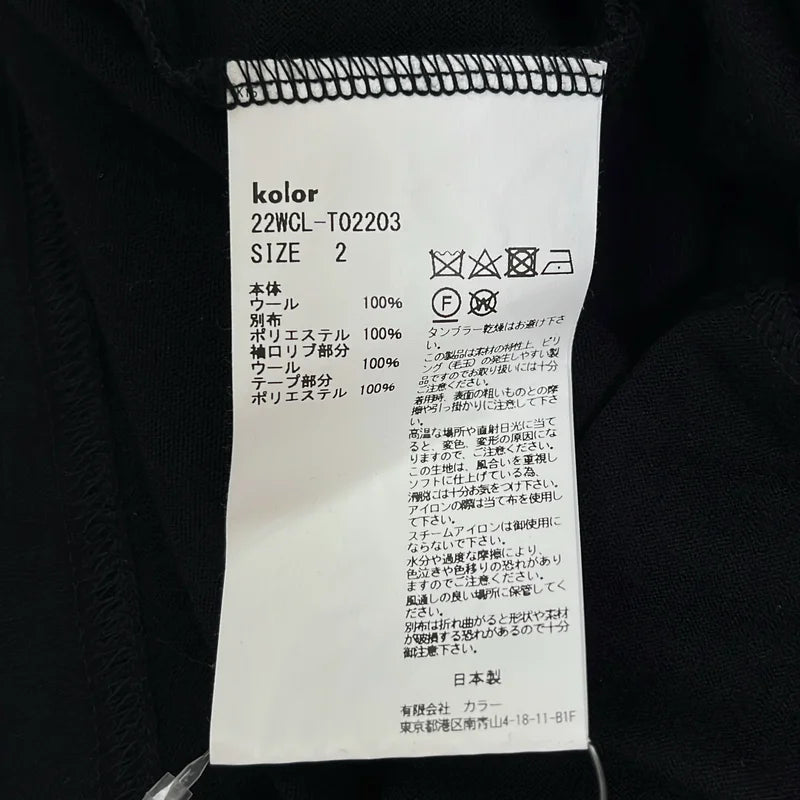 kolor
22WCL-T02203
SIZE 2
本体
ウール 100%
別布
ポリエステル 100%
袖口リブ部分
ウール 100%
テープ部分
ポリエステル 100%
F
W
タンブラー乾燥はお避け下さ
い。
この製品は素材の特性上、ピリ
ング(毛玉)の発生しやすい製
品ですのでお取り扱いには十分
ご注意ください。
着用時、表面の粗いものとの摩
擦や引っ掛かりに注意して下さ
い。
高温な場所や直射日光に当て
ると、変色、変形の原因にな
りますので、ご注意ください。
この生地は、風合いを重視し
ソフトに仕上げている為、
滑脱には十分お気をつけ下さい。
アイロンの際は当て布を使用し
て下さい。
スチームアイロンは御使用に
ならないで下さい。
水分や過度な摩擦により、
色泣きや色移りの恐れがあり
ますのでご注意ください。
風通しの良い場所に保管してく
ださい。
別布は折れ曲がると形状や素材
が破損する恐れがあるので十分
御注意下さい。
日本製
有限会社 カラー
東京都港区南青山4-18-11-B1F